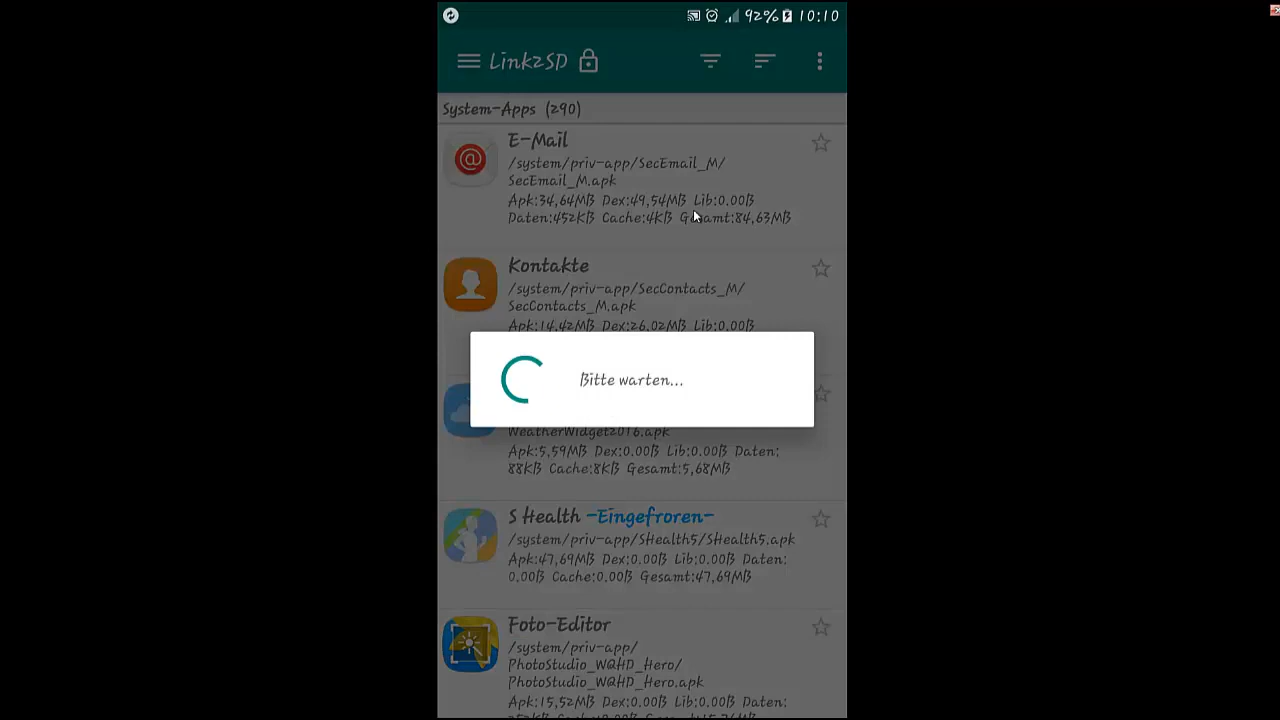 92% 10:10
Link2SD
System-Apps (290)
E-Mail
/system/priv-app/SecEmail_M/
SecEmail_M.apk
Apk:34,64MB Dex:49,54MB Lib:0.00B
Daten:452KB Cache:4KB Gesamt:84,63MB
Kontakte
/system/priv-app/SecContacts_M/
SecContacts_M.apk
Apk:14,42MB Dex:26,02MB Lib:0.00B
Bitte warten...
WeatherWidget2016.apk
Apk:5,59MB Dex:0.00B Lib:0.00B Daten:
88KB Cache:8KB Gesamt:5,68MB
S Health -Eingefroren-
/system/priv-app/SHealth5/SHealth5.apk
Apk:47,69MB Dex:0.00B Lib:0.00B Daten:
0.00B Cache:0.00B Gesamt:47,69MB
Foto-Editor
/system/priv-app/
PhotoStudio_WQHD_Hero/
PhotoStudio_WQHD_Hero.apk
Apk:15,52MB Dex:0.00B Lib:0.00B Daten: